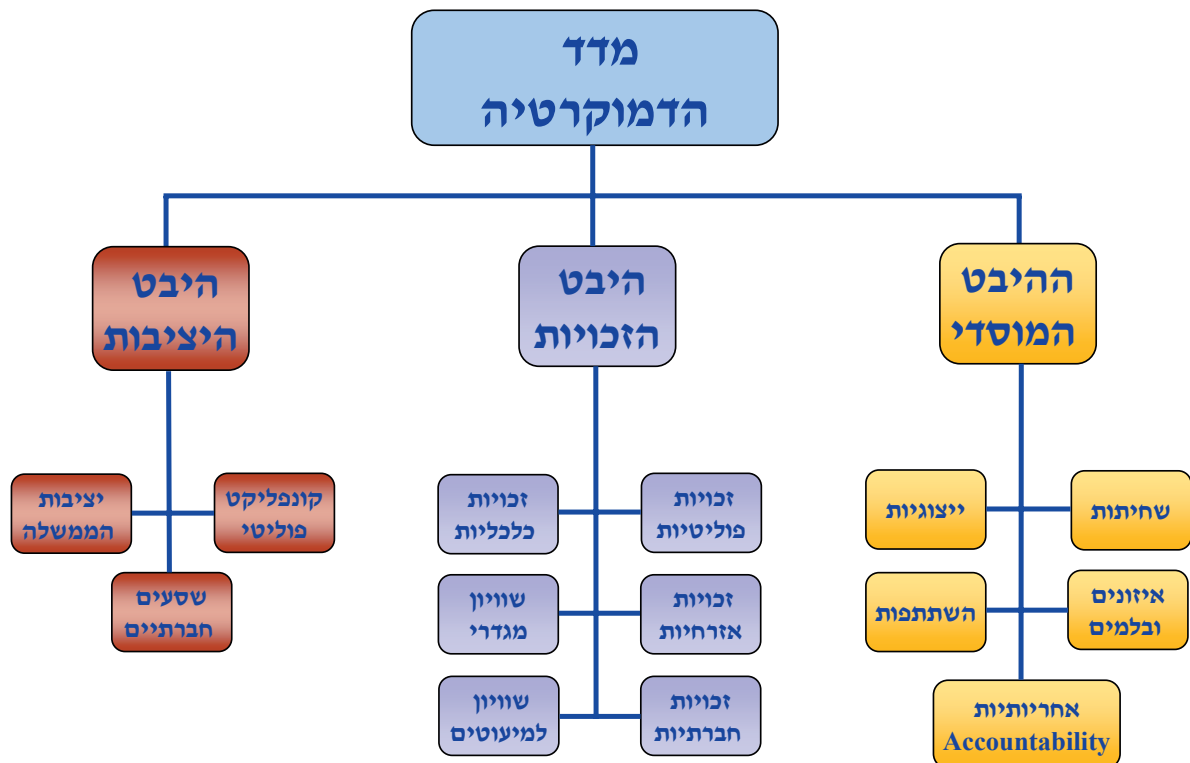 מדד
הדמוקרטיה
ההיבט
המוסדי
היבט
הזכויות
היבט
היציבות
שחיתות
ייצוגיות
איזונים
ובלמים
השתתפות
אחריותיות
Accountability
זכויות
פוליטיות
זכויות
כלכליות
זכויות
אזרחיות
שוויון
מגדרי
זכויות
חברתיות
שוויון
למיעוטים
קונפליקט
פוליטי
יציבות
הממשלה
שסעים
חברתיים